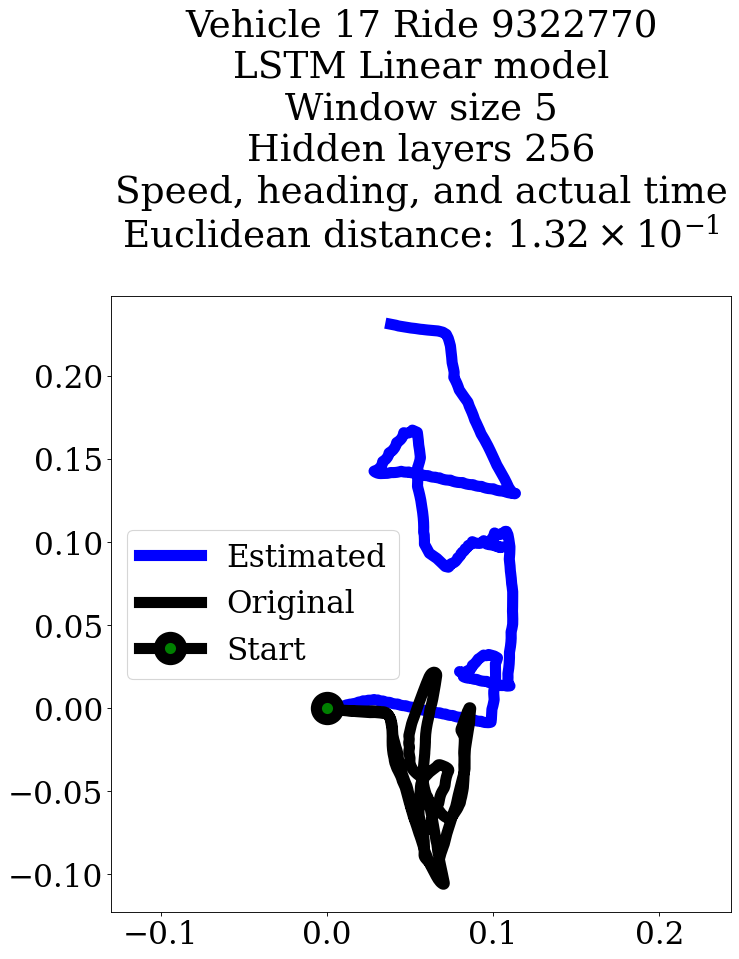 Vehicle 17 Ride 9322770
LSTM Linear model
Window size 5
Hidden layers 256
Speed, heading, and actual time
Euclidean distance: 1.32 × 10⁻¹
0.20
0.15
0.10
0.05
0.00
−0.05
−0.10
Estimated
Original
Start
−0.1 0.0 0.1 0.2